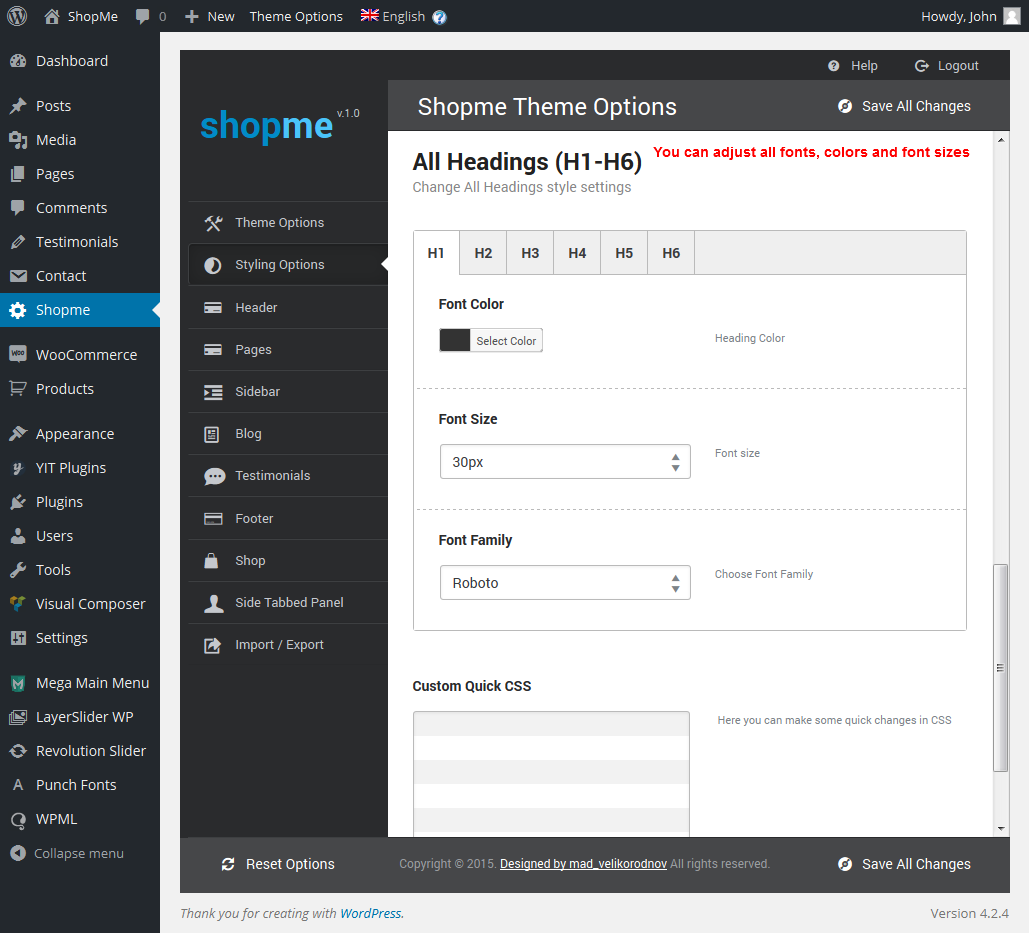 ShopMe 0 New Theme Options English Howdy, John
Dashboard
Posts
Media
Pages
Comments
Testimonials
Contact
Shopme
WooCommerce
Products
Appearance
YIT Plugins
Plugins
Users
Tools
Visual Composer
Settings
Mega Main Menu
LayerSlider WP
Revolution Slider
Punch Fonts
WPML
Collapse menu
Help Logout
shopme v.1.0
Shopme Theme Options Save All Changes
Theme Options
Styling Options
Header
Pages
Sidebar
Blog
Testimonials
Footer
Shop
Side Tabbed Panel
Import / Export
All Headings (H1-H6) You can adjust all fonts, colors and font sizes
Change All Headings style settings
H1 H2 H3 H4 H5 H6
Font Color
Select Color Heading Color
Font Size
30px Font size
Font Family
Roboto Choose Font Family
Custom Quick CSS
Here you can make some quick changes in CSS
Reset Options Copyright © 2015. Designed by mad_velikorodnov All rights reserved. Save All Changes
Thank you for creating with WordPress. Version 4.2.4